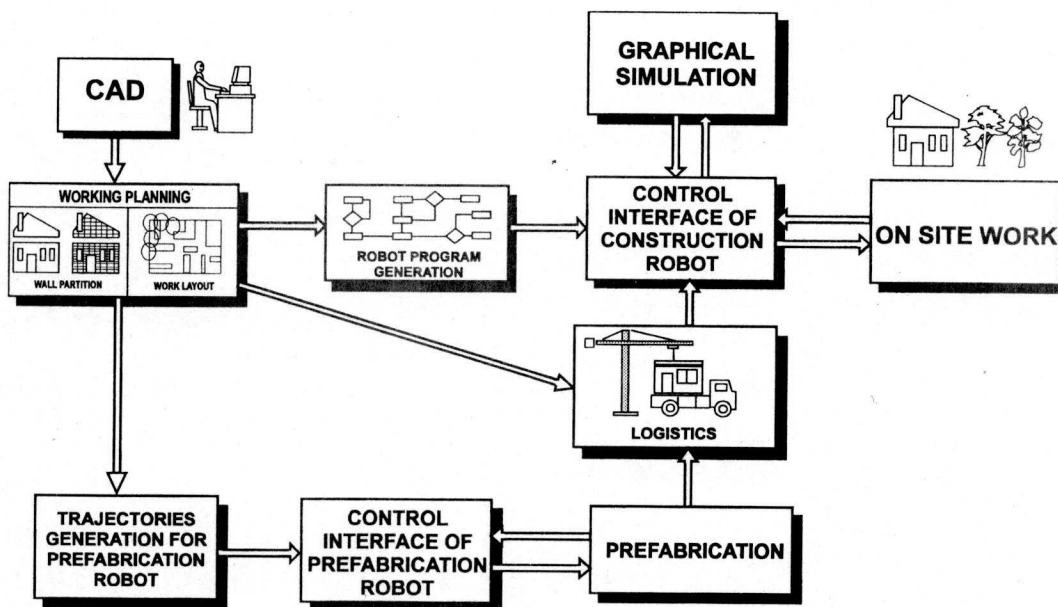 GRAPHICAL
SIMULATION
CAD
WORKING PLANNING
WALL PARTITION
WORK LAYOUT
ROBOT PROGRAM
GENERATION
CONTROL
INTERFACE OF
CONSTRUCTION
ROBOT
ON SITE WORK
LOGISTICS
TRAJECTORIES
GENERATION FOR
PREFABRICATION
ROBOT
CONTROL
INTERFACE OF
PREFABRICATION
ROBOT
PREFABRICATION